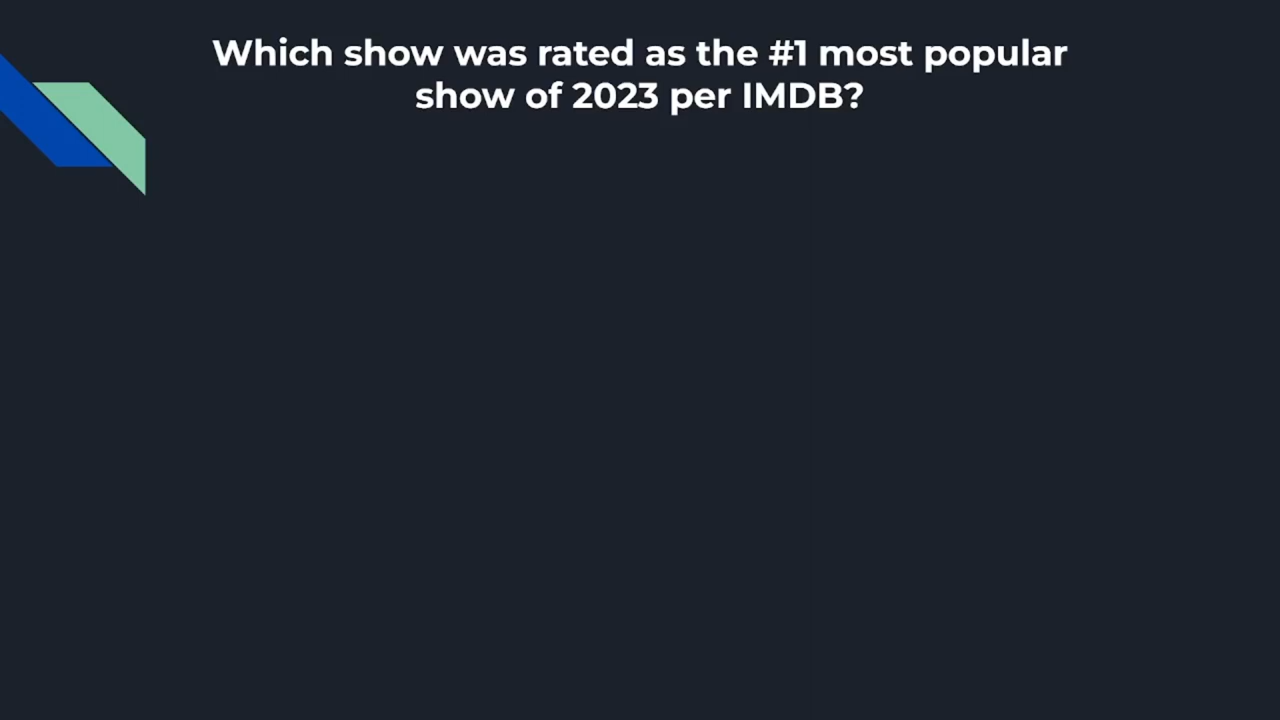 Which show was rated as the #1 most popular
show of 2023 per IMDB?